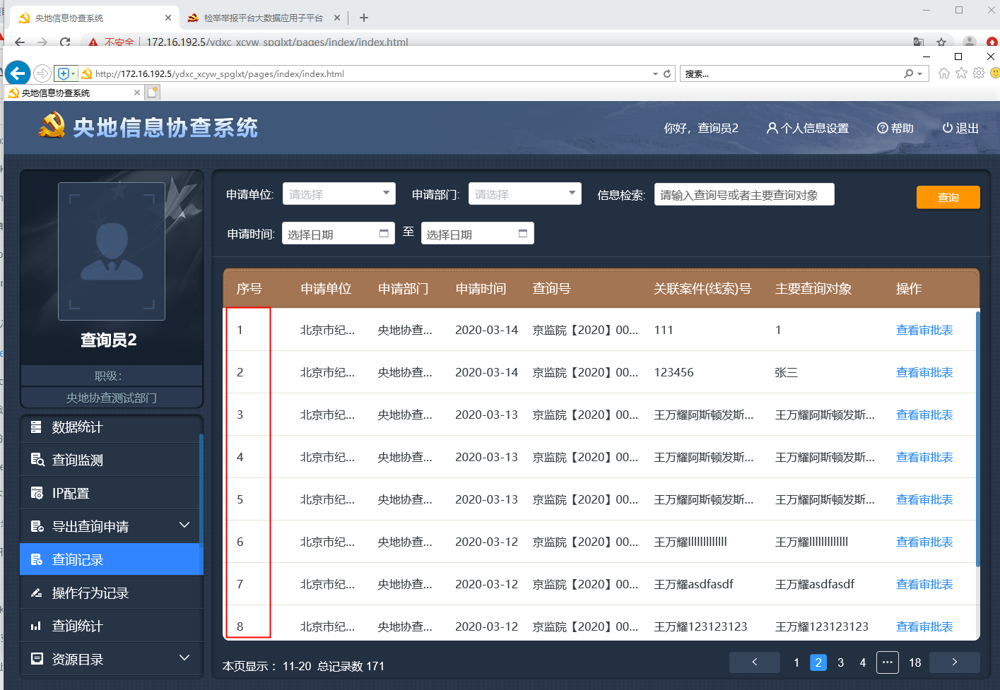 央地信息协查系统
检举举报平台大数据应用子平台
不安全 172.16.192.5/ydxc_xcyw_spglxt/pages/index/index.html
http://172.16.192.5/ydxc_xcyw_spglxt/pages/index/index.html
搜索...
央地信息协查系统
央地信息协查系统
你好，查询员2 个人信息设置 帮助 退出
申请单位: 请选择 申请部门: 请选择 信息检索: 请输入查询号或者主要查询对象 查询
申请时间: 选择日期 至 选择日期
查询员2
职级：
央地协查测试部门
数据统计
查询监测
IP配置
导出查询申请
查询记录
操作行为记录
查询统计
资源目录
序号 申请单位 申请部门 申请时间 查询号 关联案件(线索)号 主要查询对象 操作
1 北京市纪... 央地协查... 2020-03-14 京监院【2020】00... 111 1 查看审批表
2 北京市纪... 央地协查... 2020-03-14 京监院【2020】00... 123456 张三 查看审批表
3 北京市纪... 央地协查... 2020-03-13 京监院【2020】00... 王万耀阿斯顿发斯... 王万耀阿斯顿发斯... 查看审批表
4 北京市纪... 央地协查... 2020-03-13 京监院【2020】00... 王万耀阿斯顿发斯... 王万耀阿斯顿发斯... 查看审批表
5 北京市纪... 央地协查... 2020-03-13 京监院【2020】00... 王万耀阿斯顿发斯... 王万耀阿斯顿发斯... 查看审批表
6 北京市纪... 央地协查... 2020-03-12 京监院【2020】00... 王万耀lllllllllllll 王万耀lllllllllllll 查看审批表
7 北京市纪... 央地协查... 2020-03-12 京监院【2020】00... 王万耀asdfasdf 王万耀asdfasdf 查看审批表
8 北京市纪... 央地协查... 2020-03-12 京监院【2020】00... 王万耀123123123 王万耀123123123 查看审批表
本页显示： 11-20 总记录数 171
1 2 3 4 ... 18